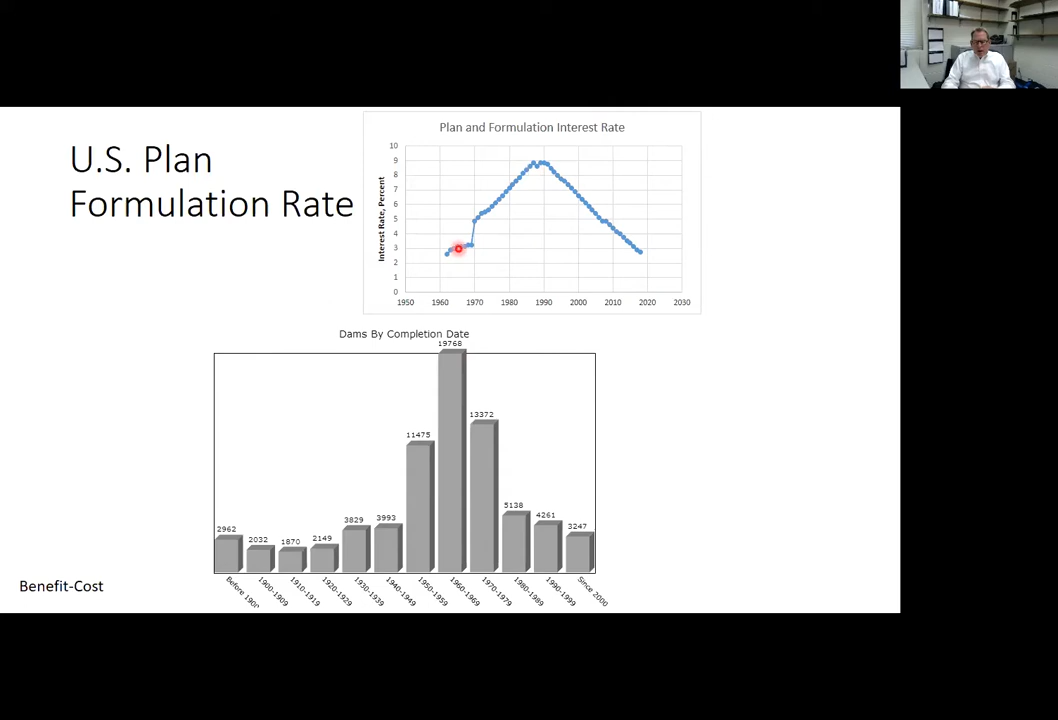 U.S. Plan
Formulation Rate
Plan and Formulation Interest Rate
Interest Rate, Percent
10
9
8
7
6
5
4
3
2
1
0
1950 1960 1970 1980 1990 2000 2010 2020 2030
Dams By Completion Date
2962 2032 1870 2149 3829 3993 11475 19768 13372 5138 4261 3247
Before 1900 1900-1909 1910-1919 1920-1929 1930-1939 1940-1949 1950-1959 1960-1969 1970-1979 1980-1989 1990-1999 Since 2000
Benefit-Cost